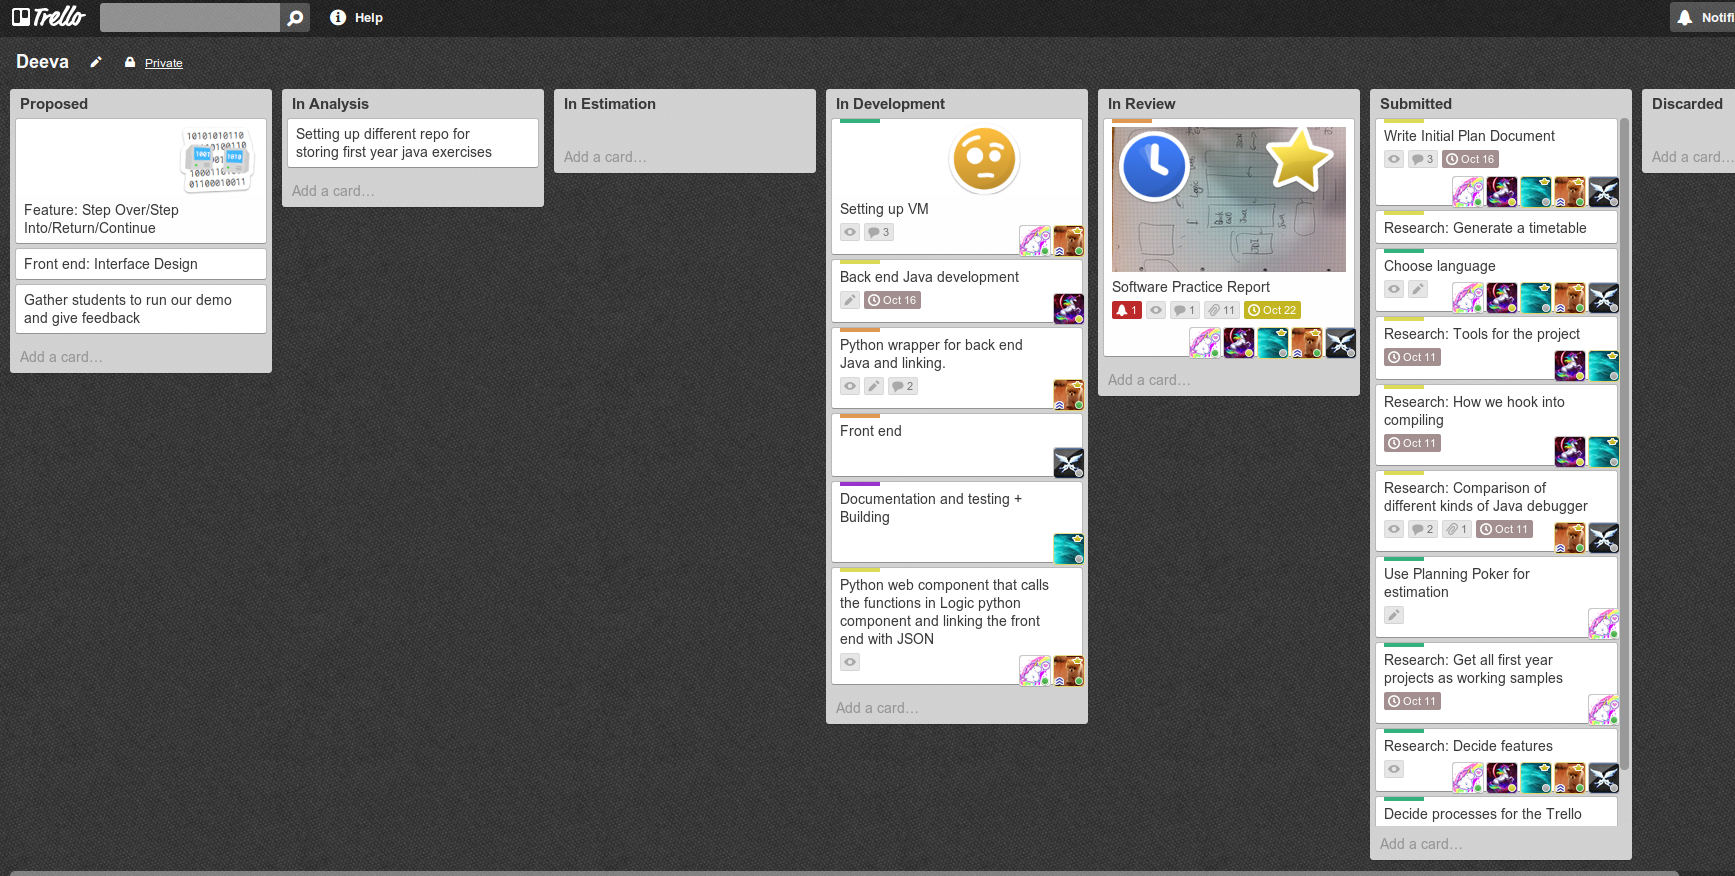 Trello
Help
Notifi
Deeva
Private
Proposed
10101010110
1001
1010
01100010011
Feature: Step Over/Step
Into/Return/Continue
Front end: Interface Design
Gather students to run our demo
and give feedback
Add a card…
In Analysis
Setting up different repo for
storing first year java exercises
Add a card…
In Estimation
Add a card…
In Development
Setting up VM
3
Back end Java development
Oct 16
Python wrapper for back end
Java and linking.
2
Front end
Documentation and testing +
Building
Python web component that calls
the functions in Logic python
component and linking the front
end with JSON
Add a card…
In Review
Software Practice Report
1
1
11
Oct 22
Add a card…
Submitted
Write Initial Plan Document
3
Oct 16
Research: Generate a timetable
Choose language
Research: Tools for the project
Oct 11
Research: How we hook into
compiling
Oct 11
Research: Comparison of
different kinds of Java debugger
2
1
Oct 11
Use Planning Poker for
estimation
Research: Get all first year
projects as working samples
Oct 11
Research: Decide features
Decide processes for the Trello
Add a card…
Discarded
Add a card…